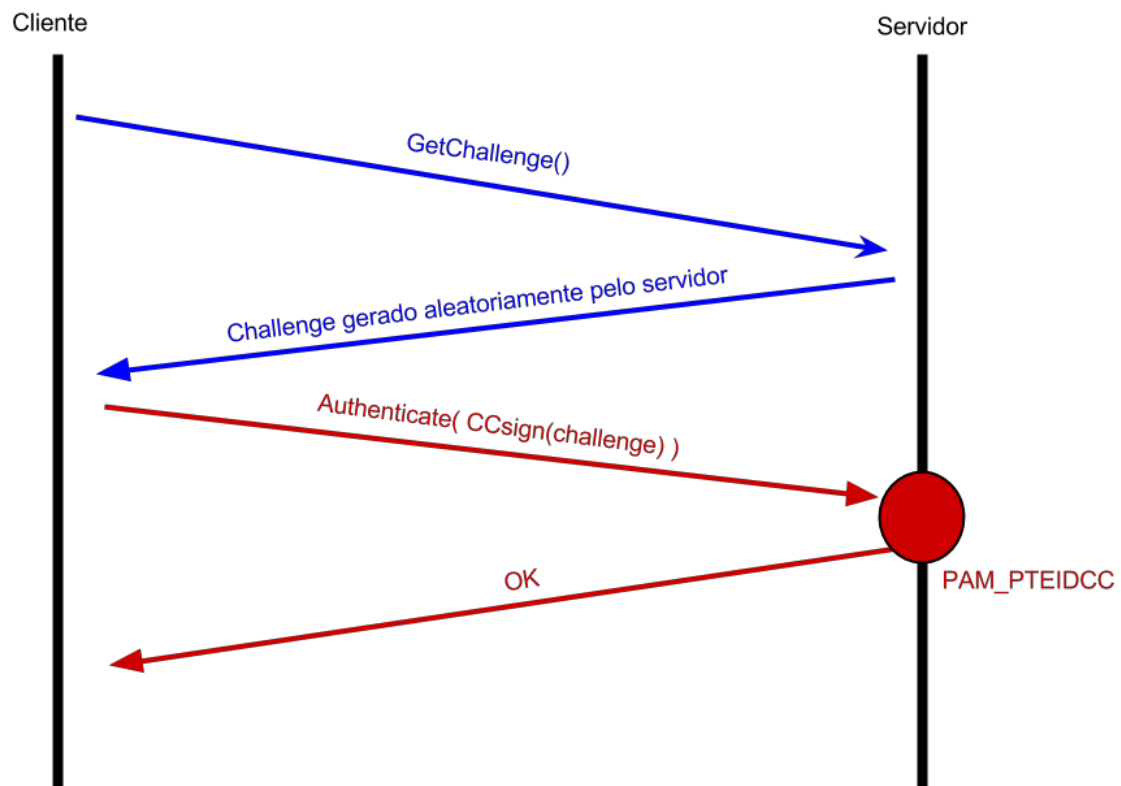 Cliente
Servidor
GetChallenge()
Challenge gerado aleatoriamente pelo servidor
Authenticate( CCsign(challenge) )
OK
PAM_PTEIDCC